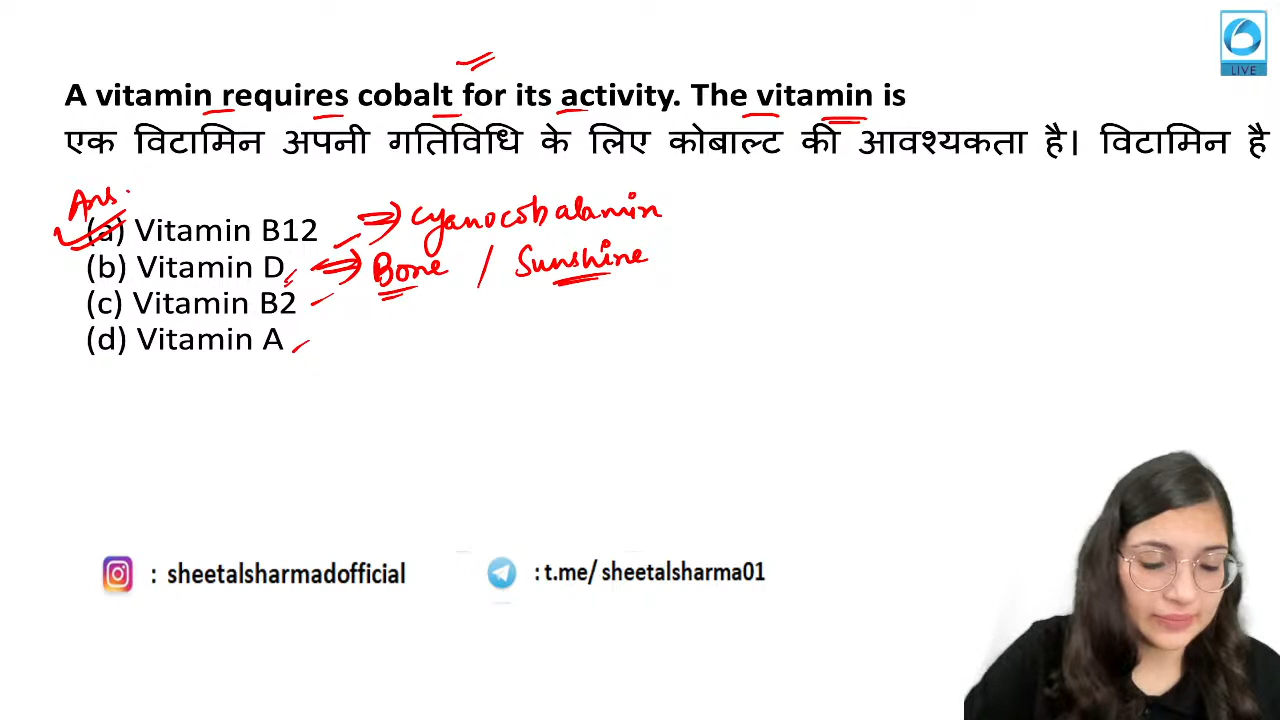 LIVE
A vitamin requires cobalt for its activity. The vitamin is
एक विटामिन अपनी गतिविधि के लिए कोबाल्ट की आवश्यकता है। विटामिन है
Ans.
(a) Vitamin B12 ⇒ cyanocobalamin
(b) Vitamin D ⇒ Bone / Sunshine
(c) Vitamin B2
(d) Vitamin A
: sheetalsharmadofficial
: t.me/ sheetalsharma01